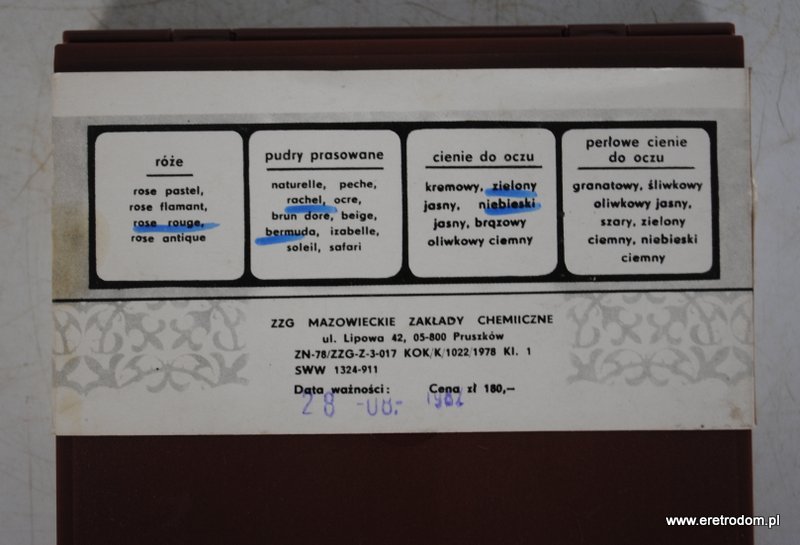 róże
rose pastel,
rose flamant,
rose rouge,
rose antique
pudry prasowane
naturelle, peche,
rachel, ocre,
brun dore, beige,
bermuda, izabelle,
soleil, safari
cienie do oczu
kremowy, zielony
jasny, niebieski
jasny, brązowy
oliwkowy ciemny
perłowe cienie
do oczu
granatowy, śliwkowy
oliwkowy jasny,
szary, zielony
ciemny, niebieski
ciemny
ZZG MAZOWIECKIE ZAKŁADY CHEMIICZNE
ul. Lipowa 42, 05-800 Pruszków
ZN-78/ZZG-Z-3-017 KOK/K/1022/1978 Kl. 1
SWW 1324-911
Data ważności: Cena zł 180,—
28 -08.- 1982
www.eretrodom.pl